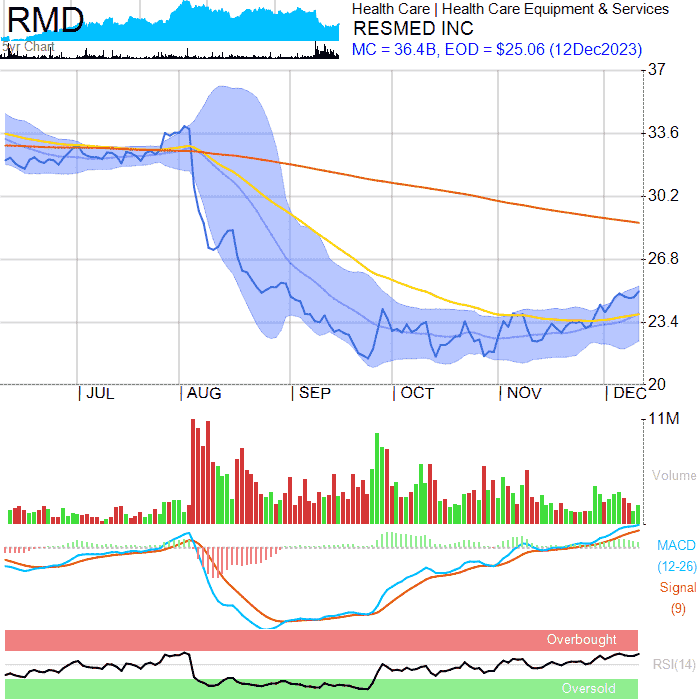 RMD
Health Care | Health Care Equipment & Services
RESMED INC
MC = 36.4B, EOD = $25.06 (12Dec2023)
5yr Chart
37
33.6
30.2
26.8
23.4
20
JUL
AUG
SEP
OCT
NOV
DEC
11M
Volume
MACD
(12-26)
Signal
(9)
Overbought
RSI(14)
Oversold